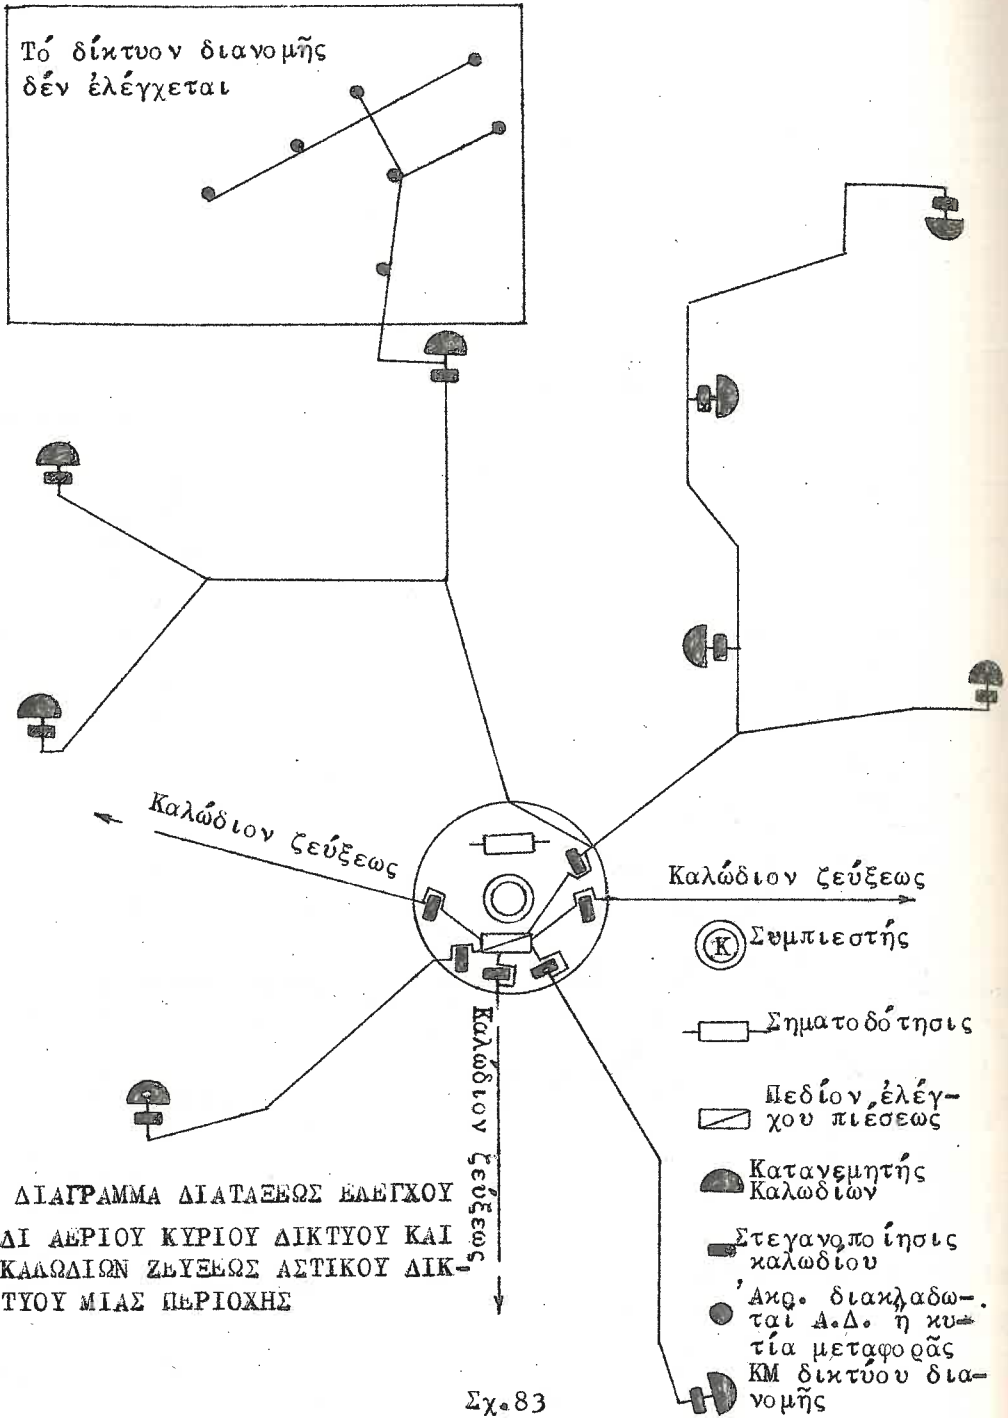 Τό δίκτυον διανομῆς
δέν ἐλέγχεται
Καλώδιον ζεύξεως
Καλώδιον ζεύξεως
Κ Συμπιεστής
Σηματοδότησις
Πεδίον ἐλέγ-
χου πιέσεως
Κατανεμητής
Καλωδίων
Στεγανοποίησις
καλωδίου
Ἀκρ. διακλαδω-
ταί Α.Δ. ἤ κυ-
τία μεταφορᾶς
ΚΜ δικτύου δια-
νομῆς
Καλώδιον ζεύξεως
ΔΙΑΓΡΑΜΜΑ ΔΙΑΤΑΞΕΩΣ ΕΛΕΓΧΟΥ
ΔΙ ΑΕΡΙΟΥ ΚΥΡΙΟΥ ΔΙΚΤΥΟΥ ΚΑΙ
ΚΑΛΩΔΙΩΝ ΖΕΥΞΕΩΣ ΑΣΤΙΚΟΥ ΔΙΚ-
ΤΥΟΥ ΜΙΑΣ ΠΕΡΙΟΧΗΣ
Σχ.83